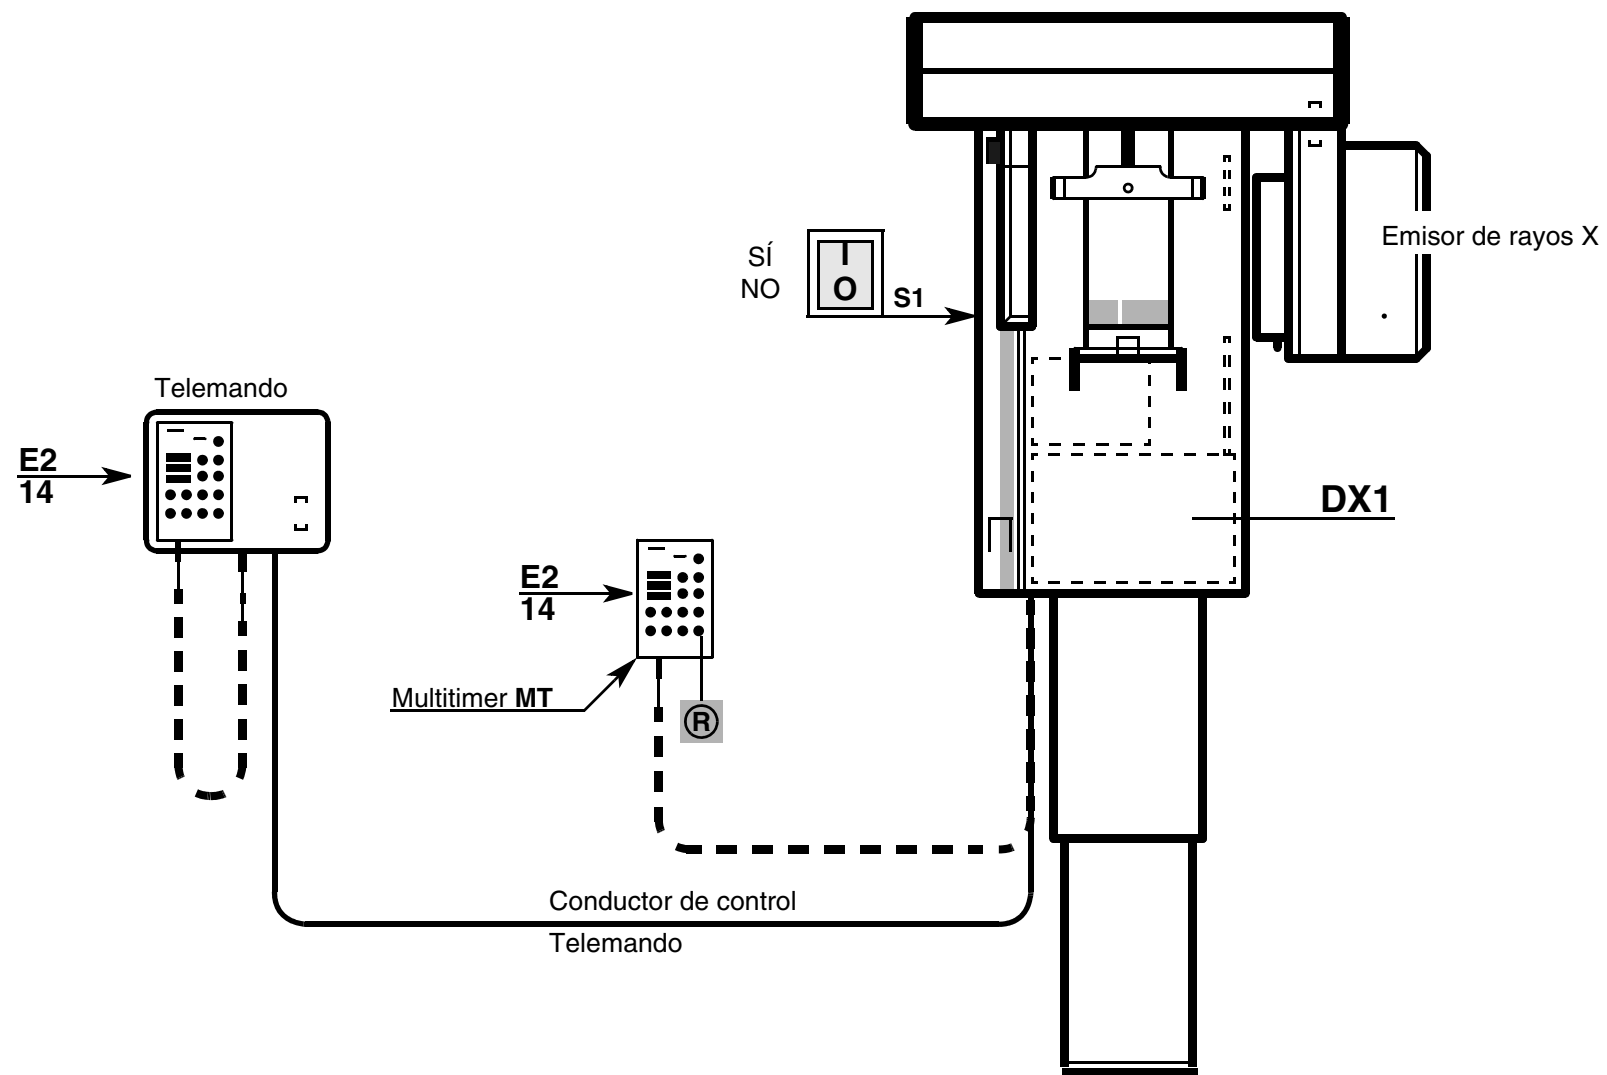 Emisor de rayos X
SÍ
NO
I
O
S1
Telemando
E2
14
DX1
E2
14
Multitimer MT
R
Conductor de control
Telemando